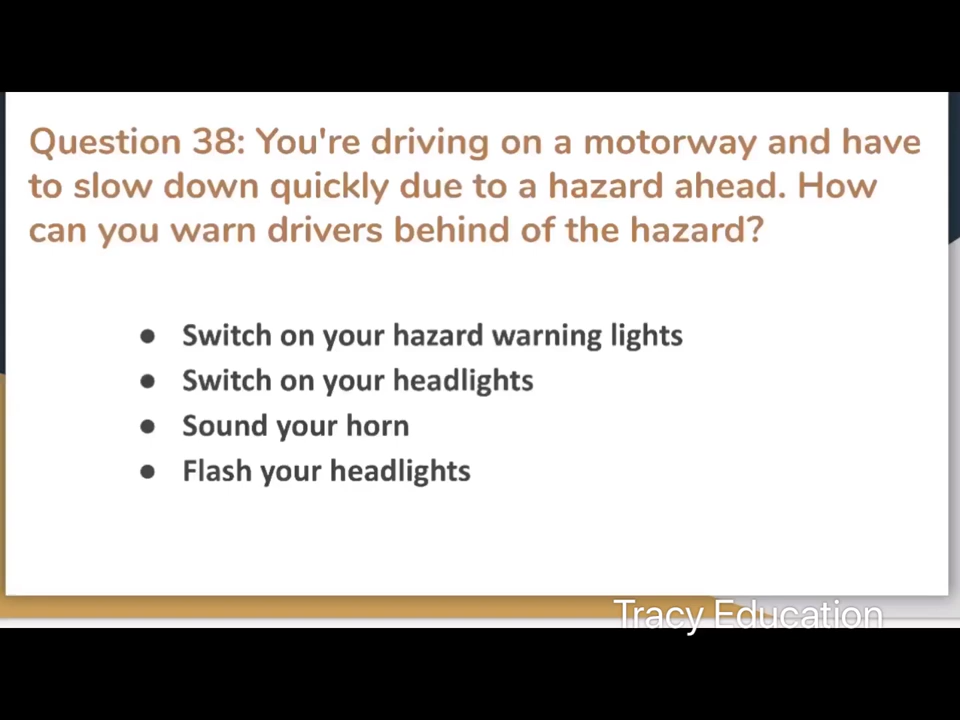 Question 38: You're driving on a motorway and have
to slow down quickly due to a hazard ahead. How
can you warn drivers behind of the hazard?
● Switch on your hazard warning lights
● Switch on your headlights
● Sound your horn
● Flash your headlights
Tracy Education